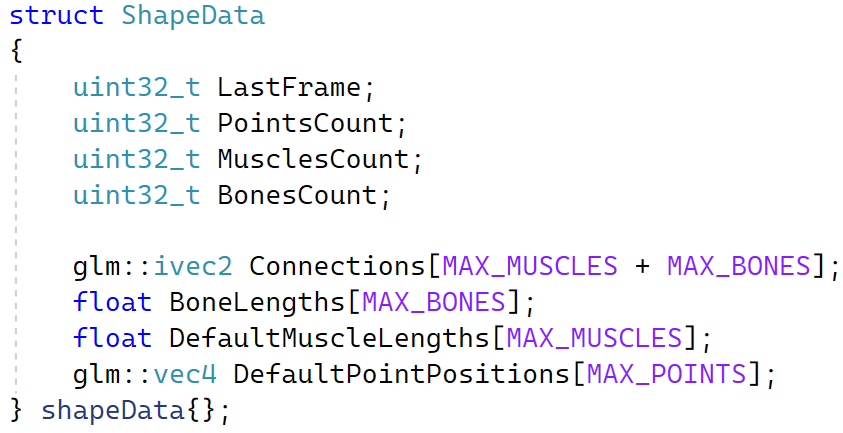 struct ShapeData
{
    uint32_t LastFrame;
    uint32_t PointsCount;
    uint32_t MusclesCount;
    uint32_t BonesCount;

    glm::ivec2 Connections[MAX_MUSCLES + MAX_BONES];
    float BoneLengths[MAX_BONES];
    float DefaultMuscleLengths[MAX_MUSCLES];
    glm::vec4 DefaultPointPositions[MAX_POINTS];
} shapeData{};